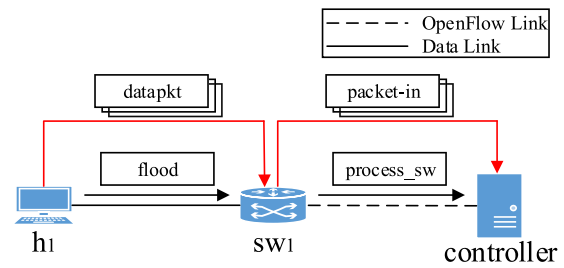 OpenFlow Link
Data Link
datapkt
packet-in
flood
process_sw
h1
sw1
controller